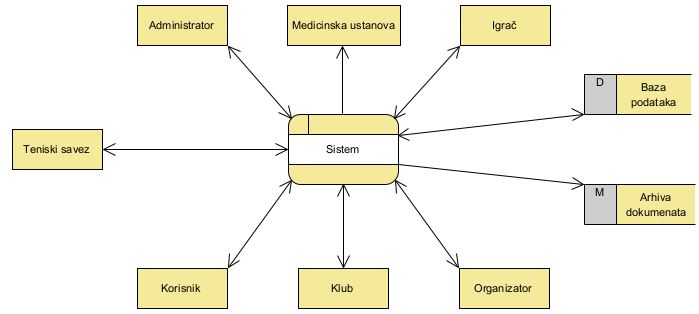 Administrator
Medicinska ustanova
Igrač
D
Baza
podataka
Teniski savez
Sistem
M
Arhiva
dokumenata
Korisnik
Klub
Organizator